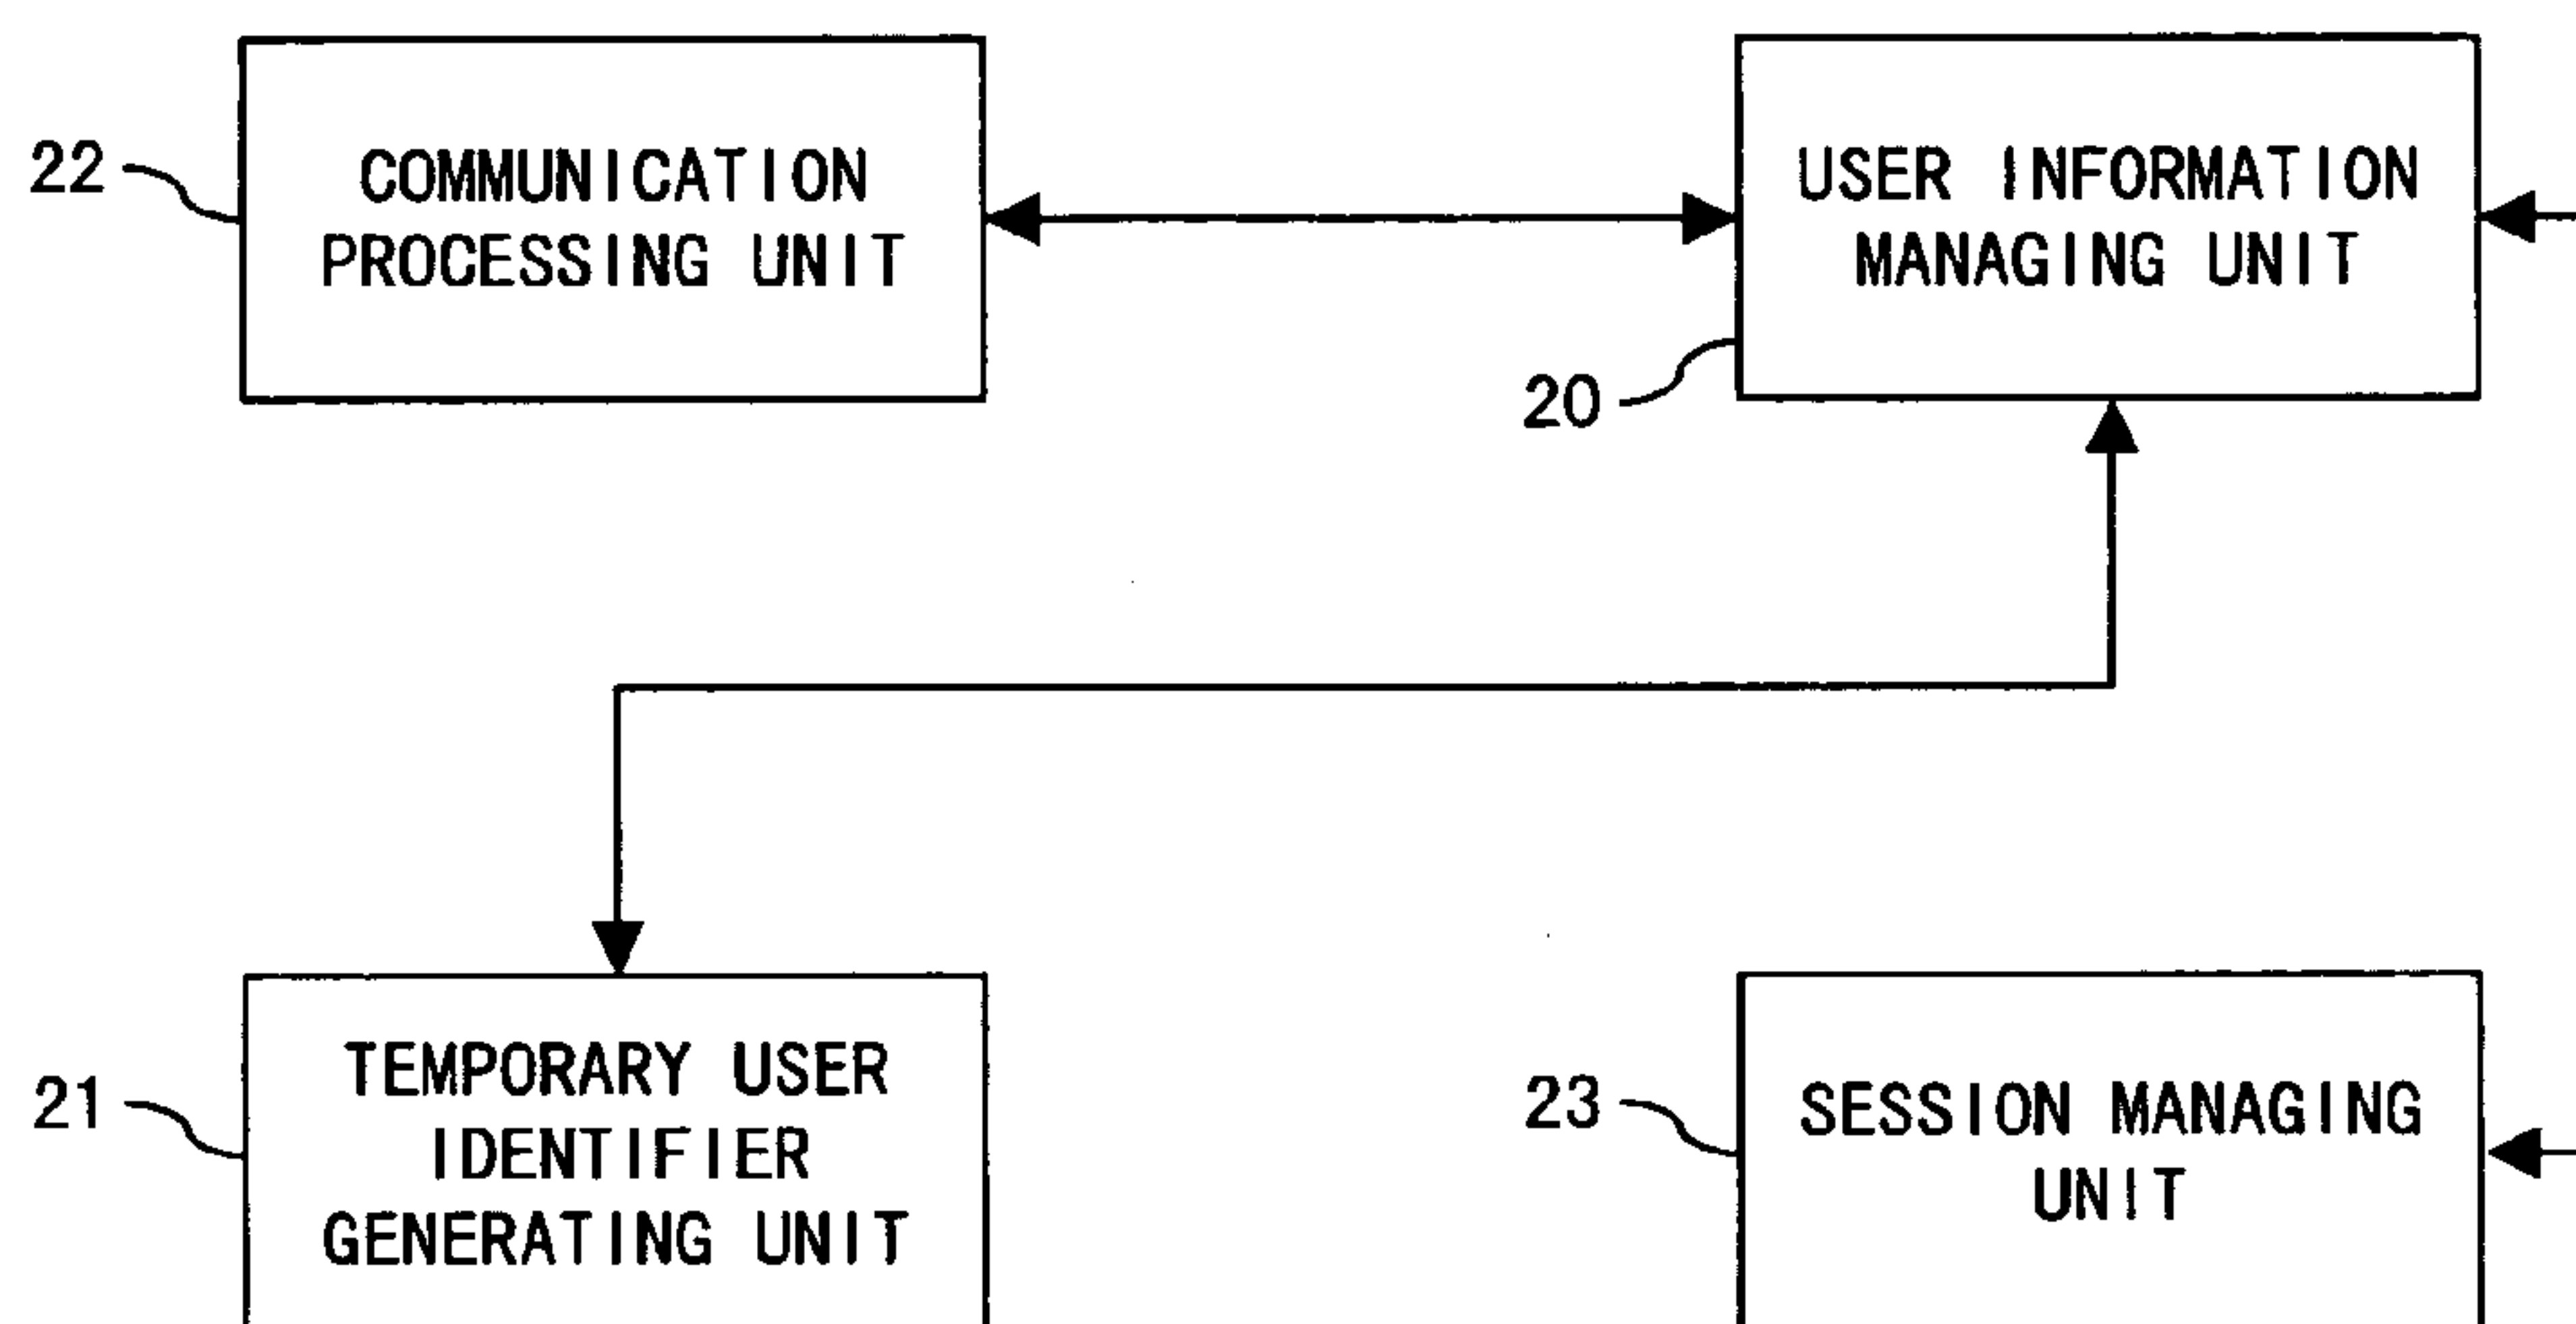 22
COMMUNICATION
PROCESSING UNIT
USER INFORMATION
MANAGING UNIT
20
21
TEMPORARY USER
IDENTIFIER
GENERATING UNIT
23
SESSION MANAGING
UNIT